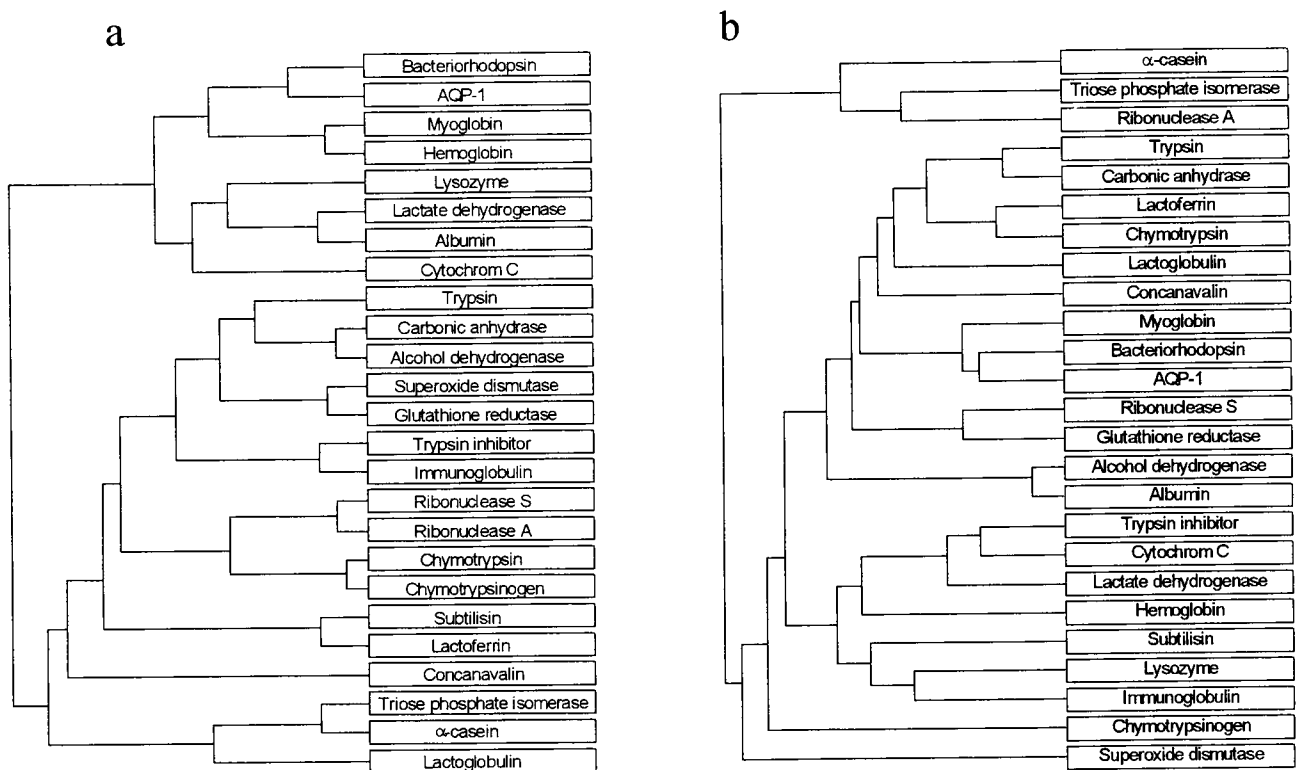 a
Bacteriorhodopsin
AQP-1
Myoglobin
Hemoglobin
Lysozyme
Lactate dehydrogenase
Albumin
Cytochrom C
Trypsin
Carbonic anhydrase
Alcohol dehydrogenase
Superoxide dismutase
Glutathione reductase
Trypsin inhibitor
Immunoglobulin
Ribonuclease S
Ribonuclease A
Chymotrypsin
Chymotrypsinogen
Subtilisin
Lactoferrin
Concanavalin
Triose phosphate isomerase
α-casein
Lactoglobulin
b
α-casein
Triose phosphate isomerase
Ribonuclease A
Trypsin
Carbonic anhydrase
Lactoferrin
Chymotrypsin
Lactoglobulin
Concanavalin
Myoglobin
Bacteriorhodopsin
AQP-1
Ribonuclease S
Glutathione reductase
Alcohol dehydrogenase
Albumin
Trypsin inhibitor
Cytochrom C
Lactate dehydrogenase
Hemoglobin
Subtilisin
Lysozyme
Immunoglobulin
Chymotrypsinogen
Superoxide dismutase